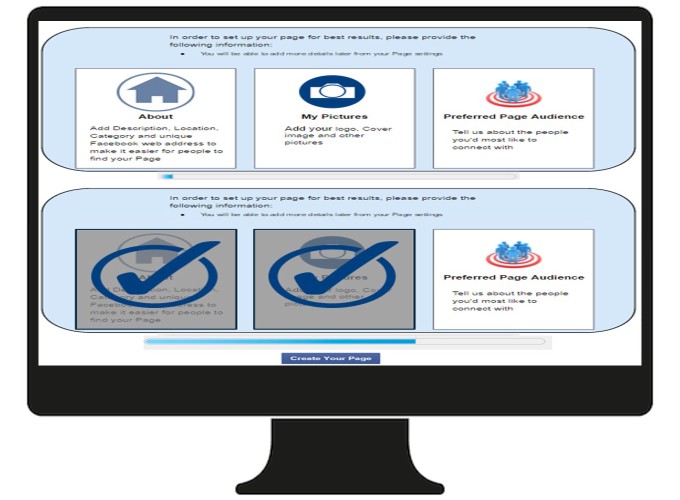 In order to set up your page for best results, please provide the
following information:
You will be able to add more details later from your Page settings
About
Add Description, Location,
Category and unique
Facebook web address to
make it easier for people to
find your Page
My Pictures
Add your logo, Cover
image and other
pictures
Preferred Page Audience
Tell us about the people
you'd most like to
connect with
In order to set up your page for best results, please provide the
following information:
You will be able to add more details later from your Page settings
Add Description, Location,
Category and unique
Facebook address to
make it easier for people to
find your Page
logo, Cover
image and other
Preferred Page Audience
Tell us about the people
you'd most like to
connect with
Create Your Page